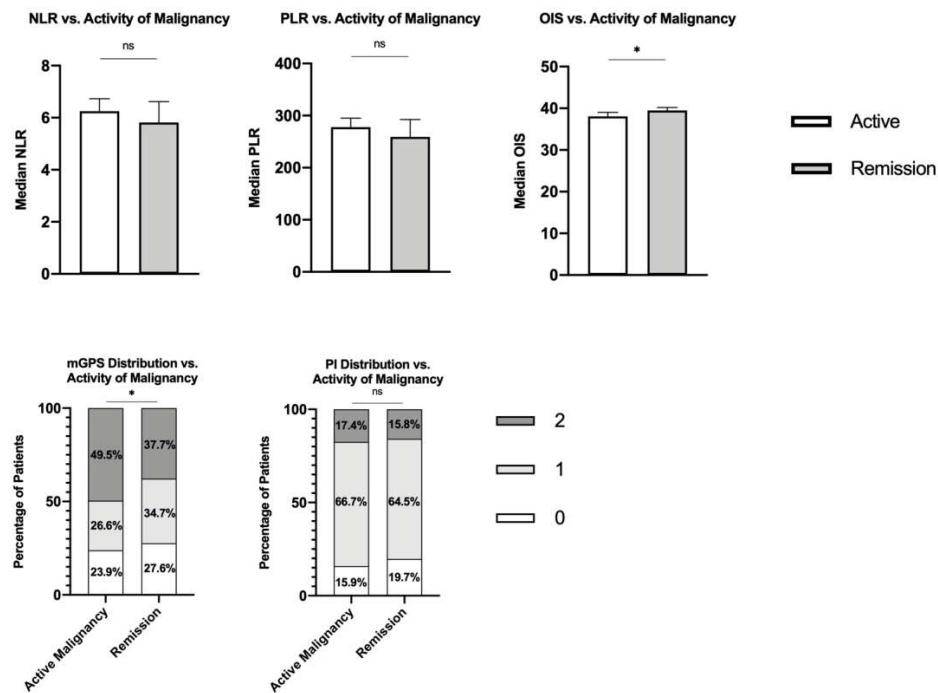 NLR vs. Activity of Malignancy
ns
Median NLR
8
6
4
2
0
PLR vs. Activity of Malignancy
ns
Median PLR
400
300
200
100
0
OIS vs. Activity of Malignancy
*
Median OIS
50
40
30
20
10
0
Active
Remission
mGPS Distribution vs.
Activity of Malignancy
*
Percentage of Patients
100
50
0
49.5%
37.7%
26.6%
34.7%
23.9%
27.6%
Active Malignancy
Remission
PI Distribution vs.
Activity of Malignancy
ns
Percentage of Patients
100
50
0
17.4%
15.8%
66.7%
64.5%
15.9%
19.7%
Active Malignancy
Remission
2
1
0